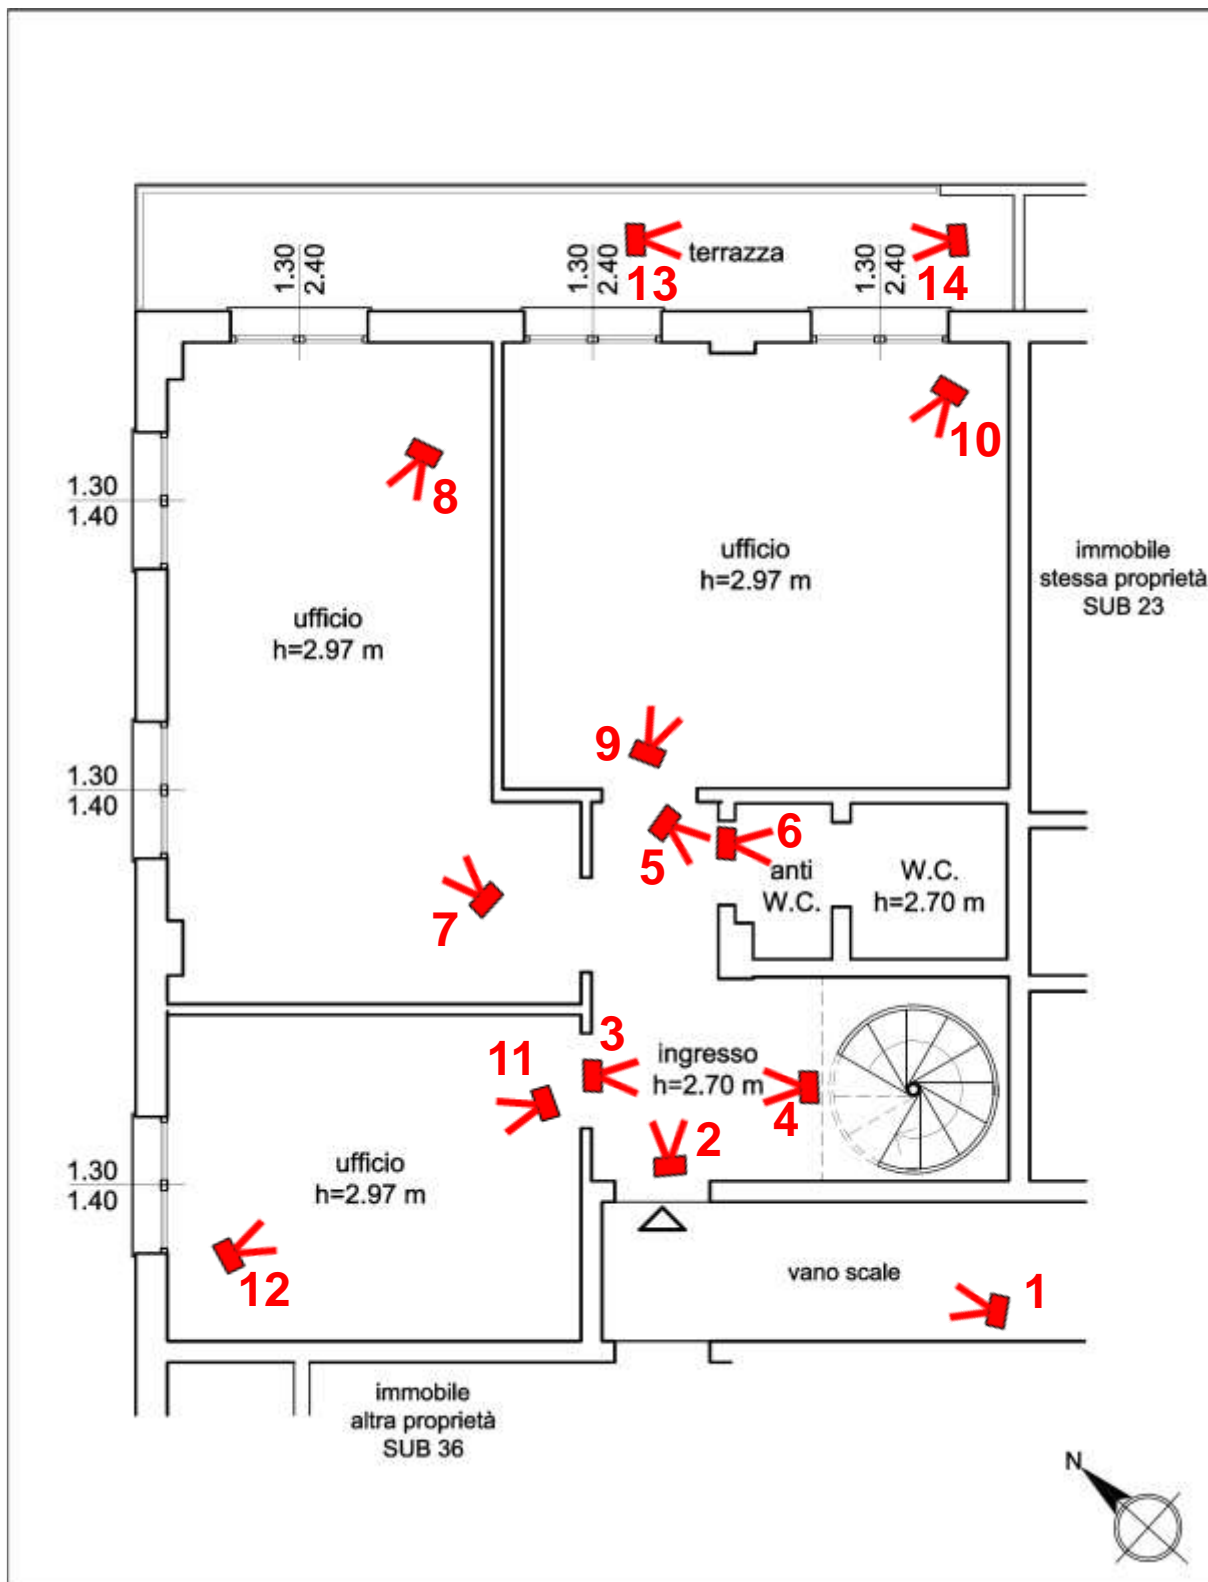 1.30
2.40
1.30
2.40
1.30
2.40
terrazza
13
14
10
8
1.30
1.40
ufficio
h=2.97 m
immobile
stessa proprietà
SUB 23
ufficio
h=2.97 m
9
1.30
1.40
6
5
anti
W.C.
W.C.
h=2.70 m
7
3
11
ingresso
h=2.70 m
4
2
1.30
1.40
ufficio
h=2.97 m
12
vano scale
1
immobile
altra proprietà
SUB 36
N